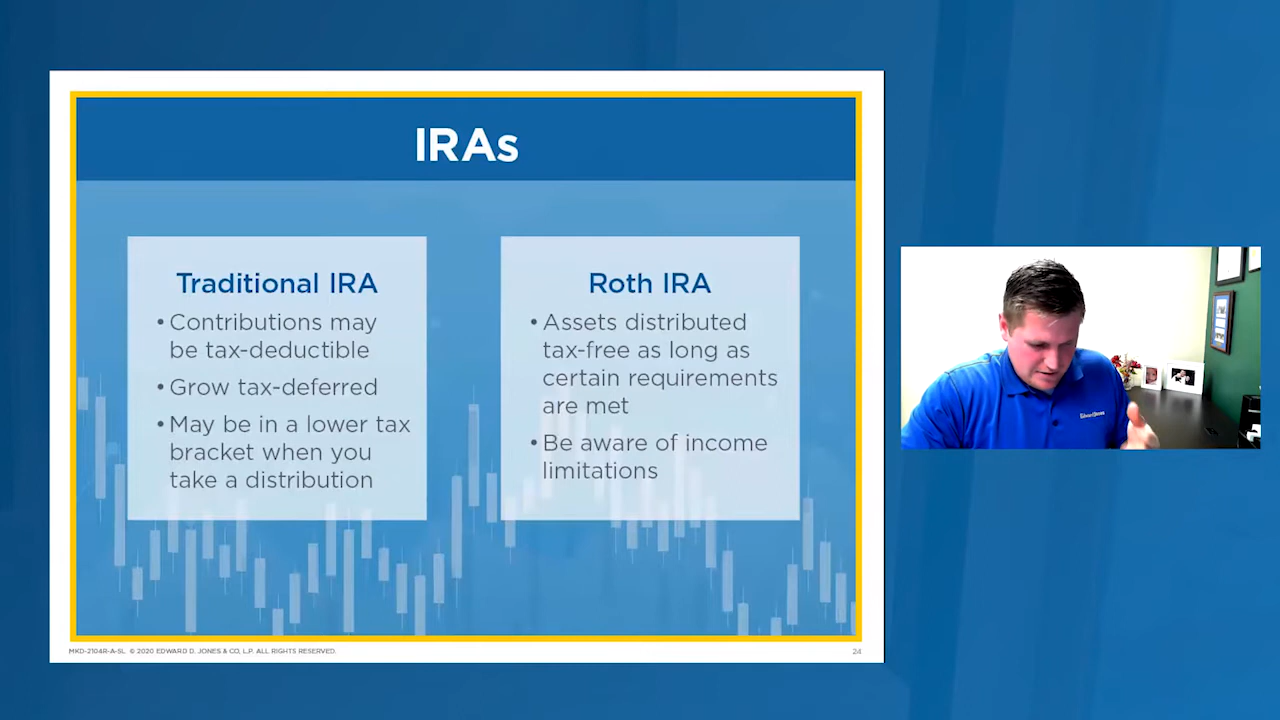 IRAs
Traditional IRA
• Contributions may
be tax-deductible
• Grow tax-deferred
• May be in a lower tax
bracket when you
take a distribution
Roth IRA
• Assets distributed
tax-free as long as
certain requirements
are met
• Be aware of income
limitations
Edward Jones
MKD-2104R-A-SL © 2020 EDWARD D. JONES & CO, L.P. ALL RIGHTS RESERVED.
24